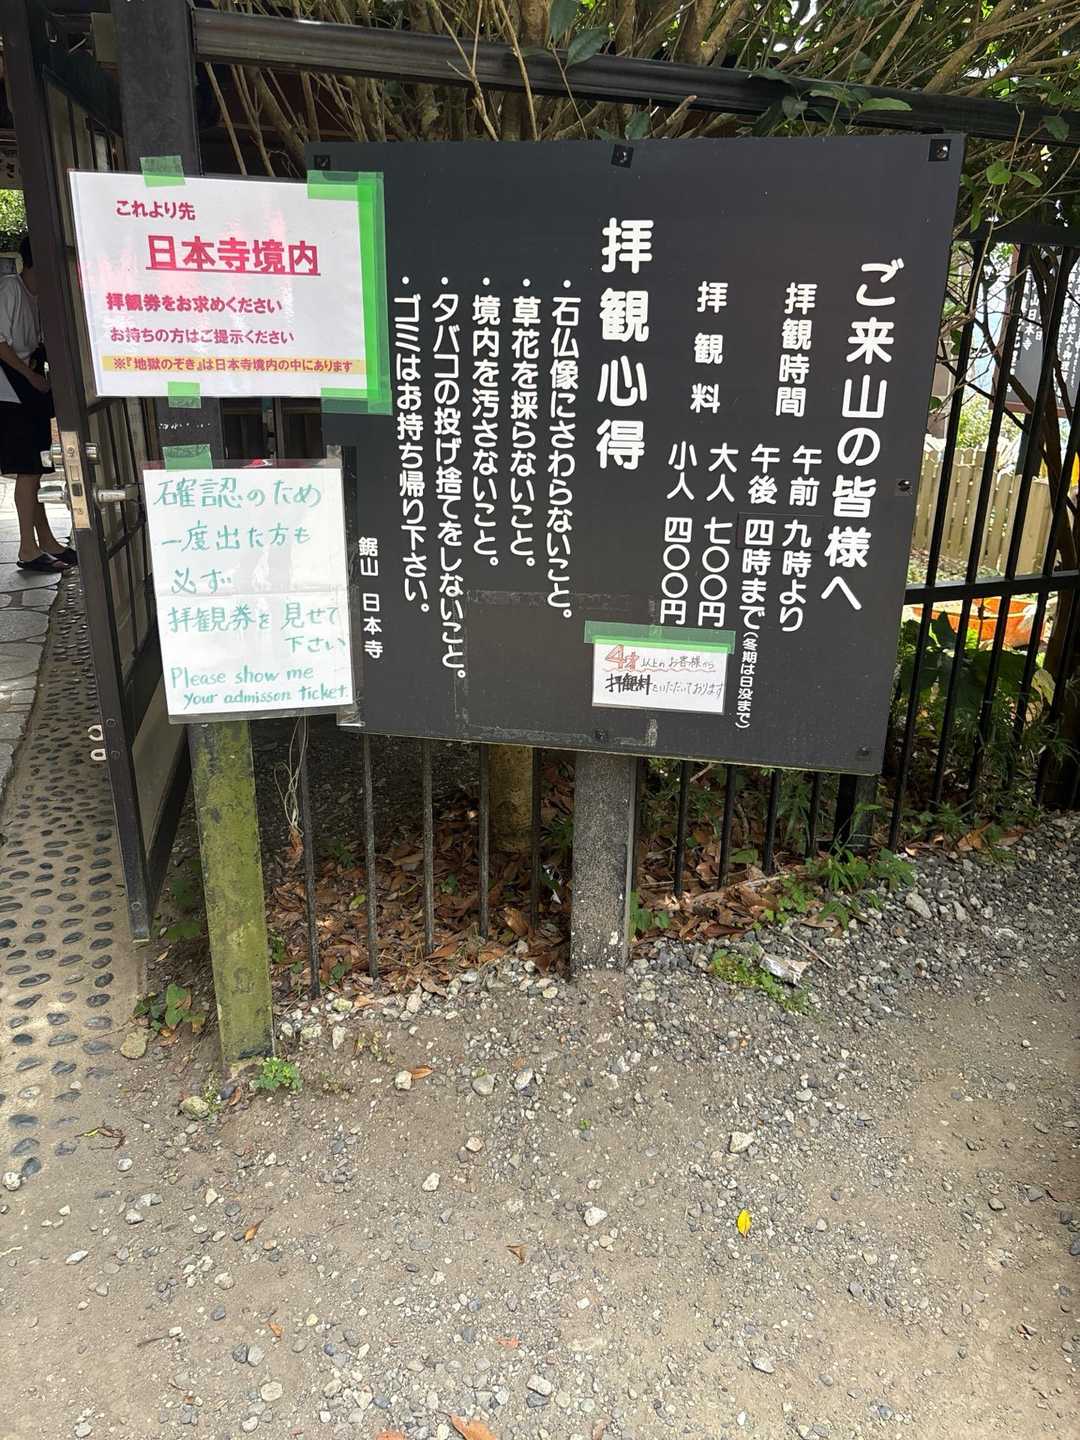 これより先
日本寺境内
拝観券をお求めください
お持ちの方はご提示ください
※『地獄のぞき』は日本寺境内の中にあります
確認のため
一度出た方も
必ず
拝観券を見せて
下さい
Please show me
your admisson ticket.
ご来山の皆様へ
拝観時間 午前 九時より
午後 四時まで(冬期は日没まで)
拝観料 大人 七〇〇円
小人 四〇〇円
4才以上のお客様から
拝観料をいただいております
拝観心得
・石仏像にさわらないこと。
・草花を採らないこと。
・境内を汚さないこと。
・タバコの投げ捨てをしないこと。
・ゴミはお持ち帰り下さい。
鋸山 日本寺